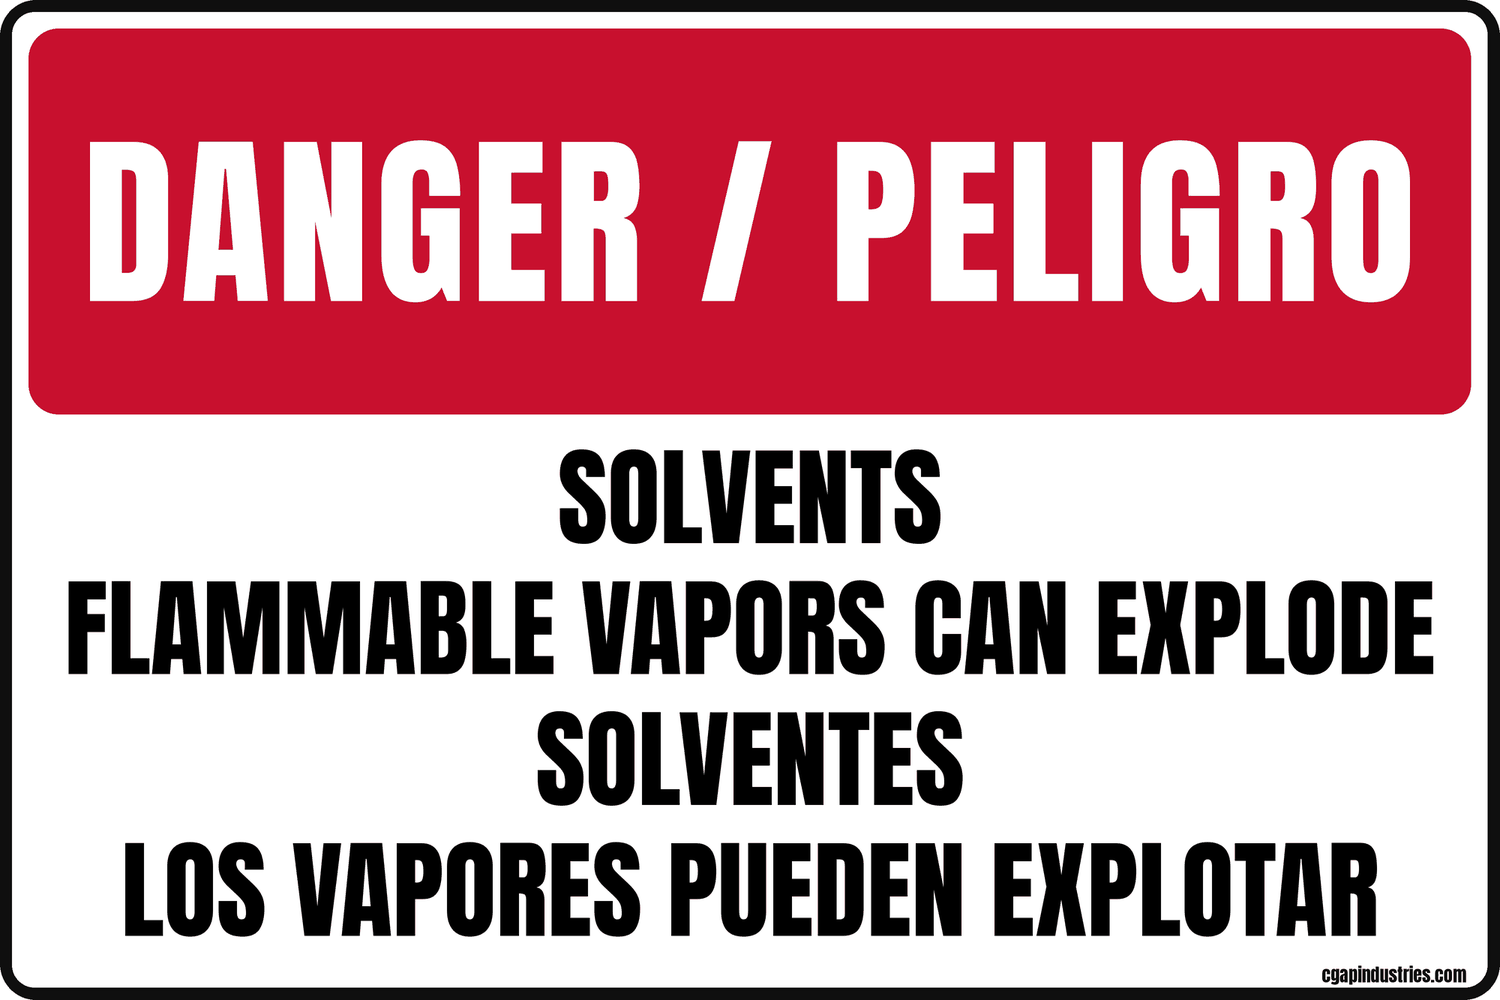 DANGER / PELIGRO
SOLVENTS
FLAMMABLE VAPORS CAN EXPLODE
SOLVENTES
LOS VAPORES PUEDEN EXPLOTAR
cgapindustries.com